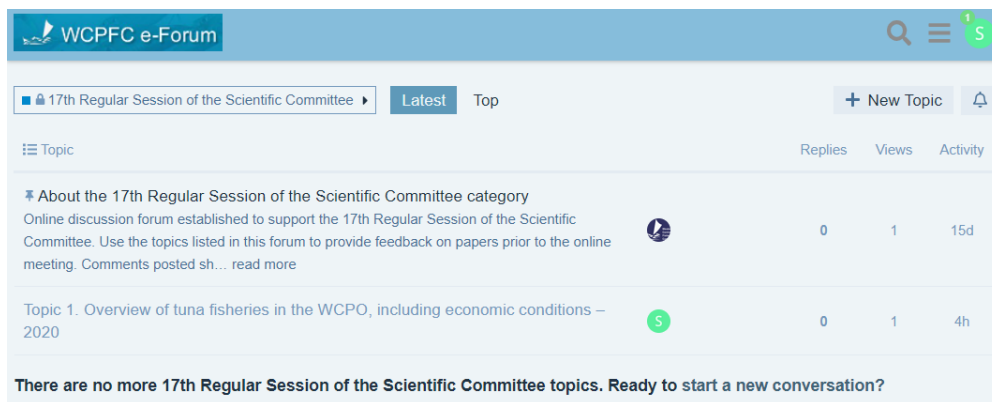 WCPFC e-Forum
1
S
17th Regular Session of the Scientific Committee
Latest
Top
+ New Topic
Topic
Replies
Views
Activity
About the 17th Regular Session of the Scientific Committee category
Online discussion forum established to support the 17th Regular Session of the Scientific
Committee. Use the topics listed in this forum to provide feedback on papers prior to the online
meeting. Comments posted sh… read more
0
1
15d
Topic 1. Overview of tuna fisheries in the WCPO, including economic conditions –
2020
S
0
1
4h
There are no more 17th Regular Session of the Scientific Committee topics. Ready to start a new conversation?